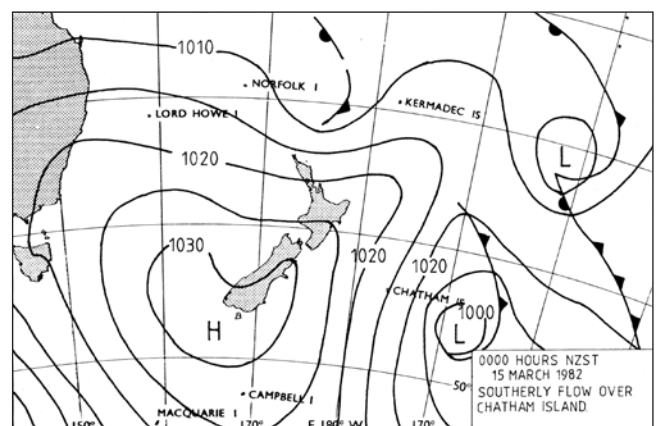 1010
NORFOLK I
KERMADEC IS
LORD HOWE I
1020
L
1030
1020
1020
CHATHAM IS
1000
H
L
0000 HOURS NZST
15 MARCH 1982
SOUTHERLY FLOW OVER
CHATHAM ISLAND.
50°
CAMPBELL I
MACQUARIE I
150°
170°
E 180° W
170°